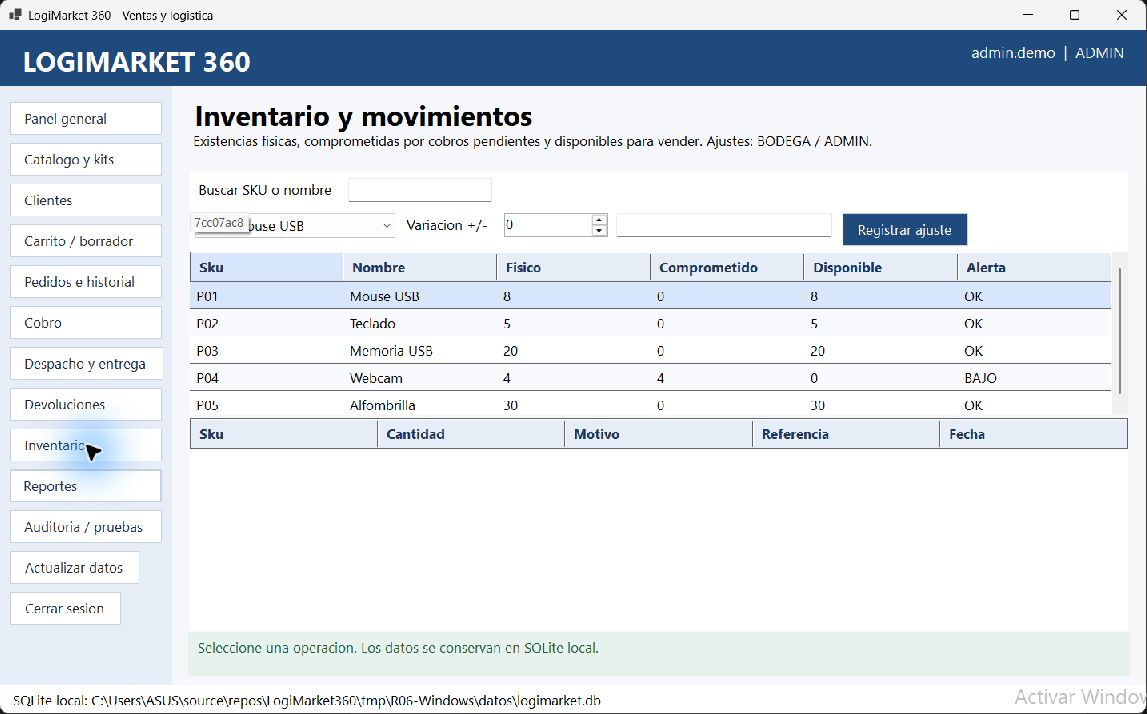 LogiMarket 360 - Ventas y logistica
LOGIMARKET 360
admin.demo | ADMIN
Panel general
Catalogo y kits
Clientes
Carrito / borrador
Pedidos e historial
Cobro
Despacho y entrega
Devoluciones
Inventario
Reportes
Auditoria / pruebas
Actualizar datos
Cerrar sesion
Inventario y movimientos
Existencias fisicas, comprometidas por cobros pendientes y disponibles para vender. Ajustes: BODEGA / ADMIN.
Buscar SKU o nombre
7cc07ac8 USB Variacion +/- 0 Registrar ajuste
Sku Nombre Fisico Comprometido Disponible Alerta
P01 Mouse USB 8 0 8 OK
P02 Teclado 5 0 5 OK
P03 Memoria USB 20 0 20 OK
P04 Webcam 4 4 0 BAJO
P05 Alfombrilla 30 0 30 OK
Sku Cantidad Motivo Referencia Fecha
Seleccione una operacion. Los datos se conservan en SQLite local.
SQLite local: C:\Users\ASUS\source\repos\LogiMarket360\tmp\R06-Windows\datos\logimarket.db
Activar Window